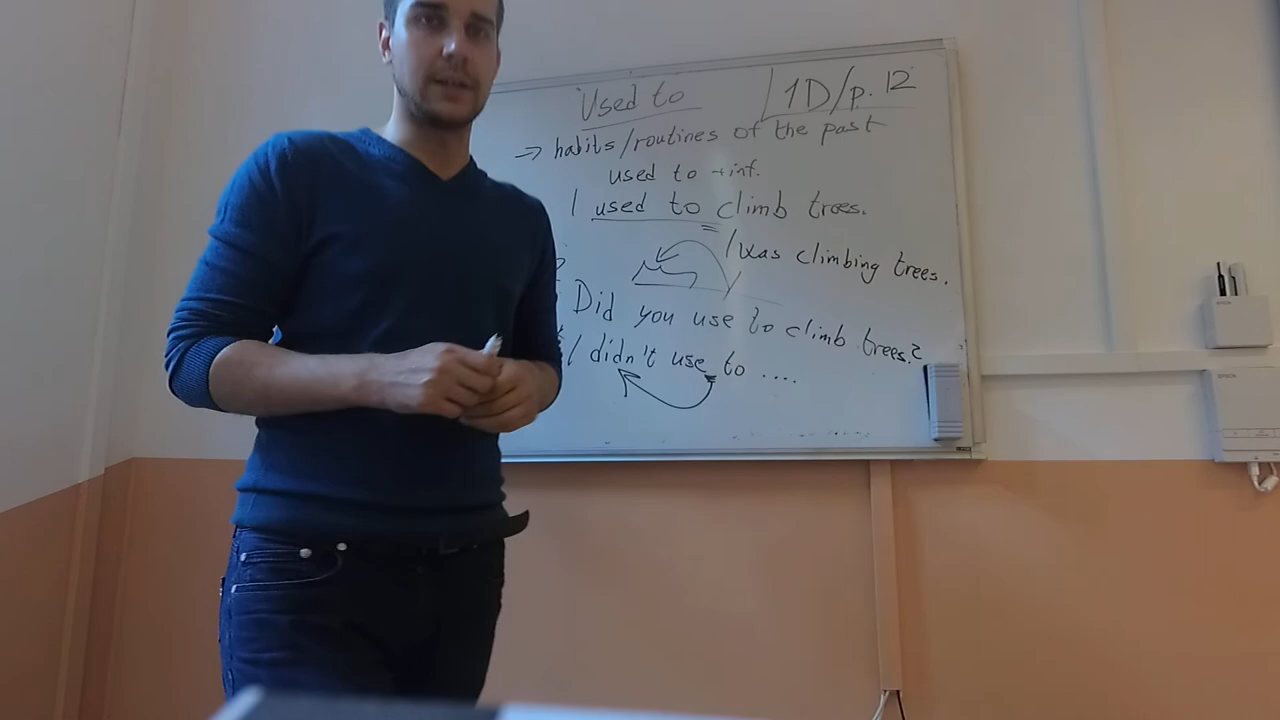 Used to
1D/p. 12
→ habits/routines of the past
used to +inf.
I used to climb trees.
I was climbing trees.
?
Did you use to climb trees?
I didn't use to ....
EPSON